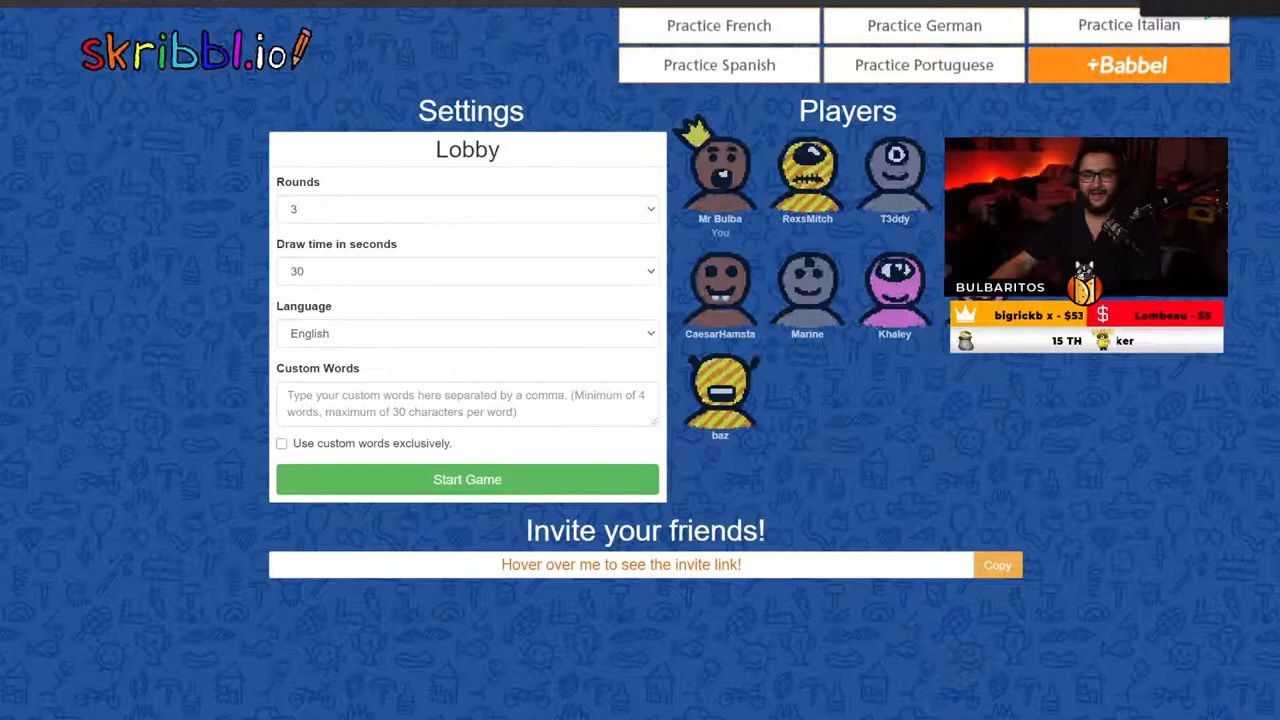 skribbl.io
Practice French
Practice German
Practice Italian
Practice Spanish
Practice Portuguese
+Babbel
Settings
Players
Lobby
Rounds
3
Draw time in seconds
30
Language
English
Custom Words
Type your custom words here separated by a comma. (Minimum of 4
words, maximum of 30 characters per word)
Use custom words exclusively.
Start Game
Mr Bulba
You
RexsMitch
T3ddy
CaesarHamsta
Marine
Khaley
baz
BULBARITOS
bigrickb x - $53
$
Lambeau - $5
15 TH
ker
Invite your friends!
Hover over me to see the invite link!
Copy